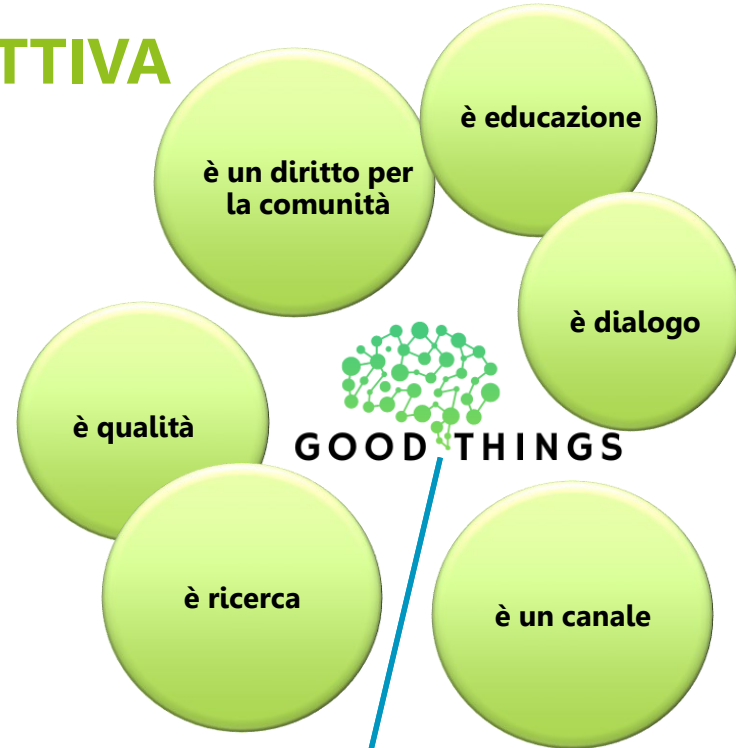 TTIVA
è educazione
è un diritto per
la comunità
è dialogo
è qualità
GOOD THINGS
è ricerca
è un canale